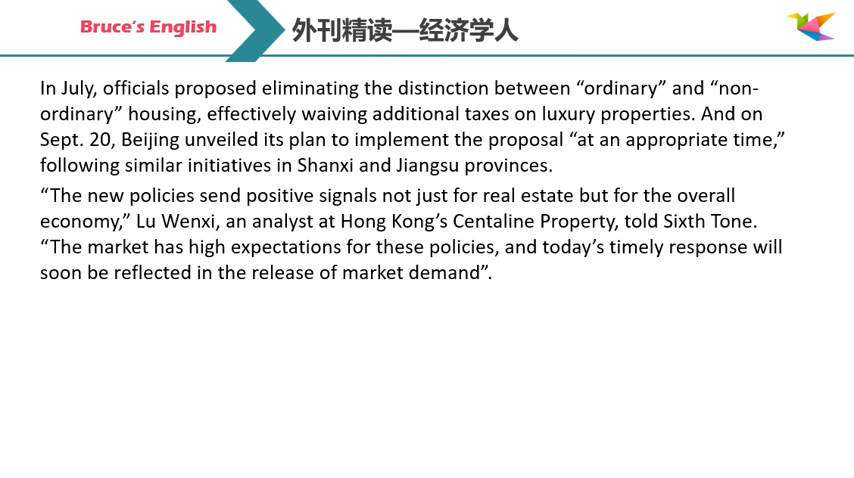 Bruce's English
外刊精读—经济学人
In July, officials proposed eliminating the distinction between “ordinary” and “non-
ordinary” housing, effectively waiving additional taxes on luxury properties. And on
Sept. 20, Beijing unveiled its plan to implement the proposal “at an appropriate time,”
following similar initiatives in Shanxi and Jiangsu provinces.
“The new policies send positive signals not just for real estate but for the overall
economy,” Lu Wenxi, an analyst at Hong Kong’s Centaline Property, told Sixth Tone.
“The market has high expectations for these policies, and today’s timely response will
soon be reflected in the release of market demand”.